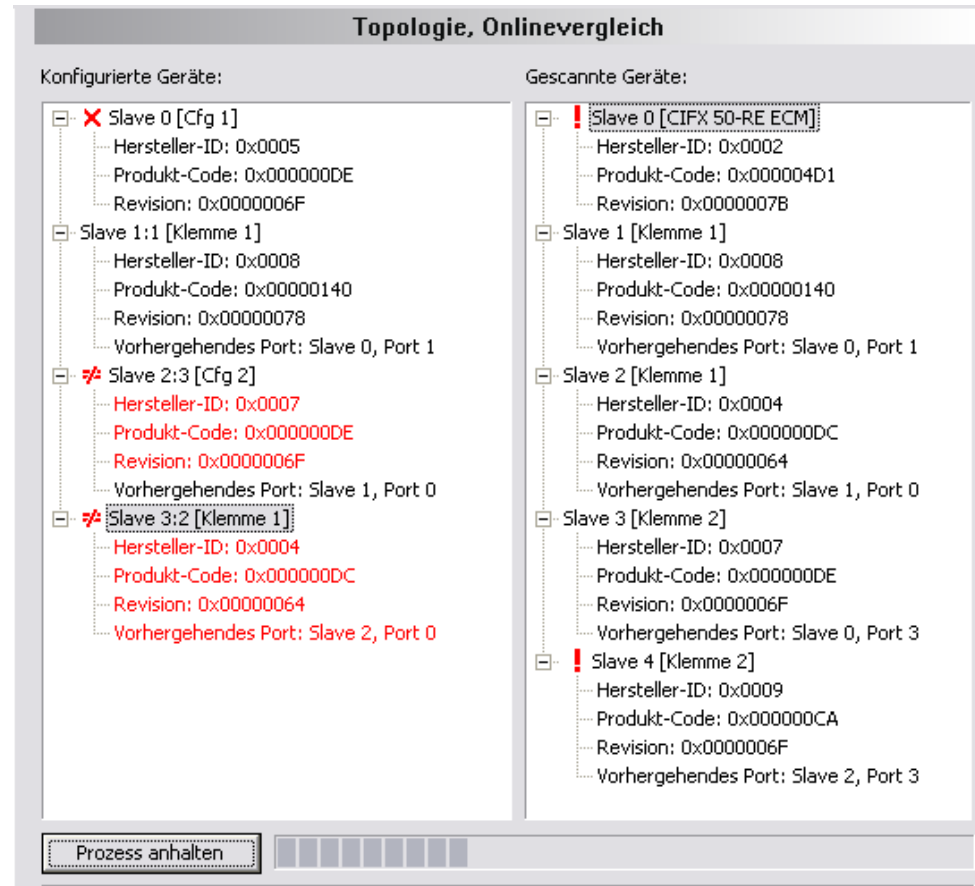 Topologie, Onlinevergleich
Konfigurierte Geräte:
Slave 0 [Cfg 1]
Hersteller-ID: 0x0005
Produkt-Code: 0x000000DE
Revision: 0x0000006F
Slave 1:1 [Klemme 1]
Hersteller-ID: 0x0008
Produkt-Code: 0x00000140
Revision: 0x00000078
Vorhergehendes Port: Slave 0, Port 1
Slave 2:3 [Cfg 2]
Hersteller-ID: 0x0007
Produkt-Code: 0x000000DE
Revision: 0x0000006F
Vorhergehendes Port: Slave 1, Port 0
Slave 3:2 [Klemme 1]
Hersteller-ID: 0x0004
Produkt-Code: 0x000000DC
Revision: 0x00000064
Vorhergehendes Port: Slave 2, Port 0
Gescannte Geräte:
Slave 0 [CIFX 50-RE ECM]
Hersteller-ID: 0x0002
Produkt-Code: 0x000004D1
Revision: 0x0000007B
Slave 1 [Klemme 1]
Hersteller-ID: 0x0008
Produkt-Code: 0x00000140
Revision: 0x00000078
Vorhergehendes Port: Slave 0, Port 1
Slave 2 [Klemme 1]
Hersteller-ID: 0x0004
Produkt-Code: 0x000000DC
Revision: 0x00000064
Vorhergehendes Port: Slave 1, Port 0
Slave 3 [Klemme 2]
Hersteller-ID: 0x0007
Produkt-Code: 0x000000DE
Revision: 0x0000006F
Vorhergehendes Port: Slave 0, Port 3
Slave 4 [Klemme 2]
Hersteller-ID: 0x0009
Produkt-Code: 0x000000CA
Revision: 0x0000006F
Vorhergehendes Port: Slave 2, Port 3
Prozess anhalten